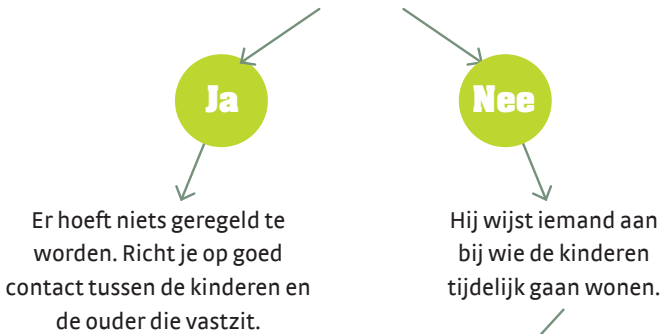 Ja
Nee
Er hoeft niets geregeld te
worden. Richt je op goed
contact tussen de kinderen en
de ouder die vastzit.
Hij wijst iemand aan
bij wie de kinderen
tijdelijk gaan wonen.